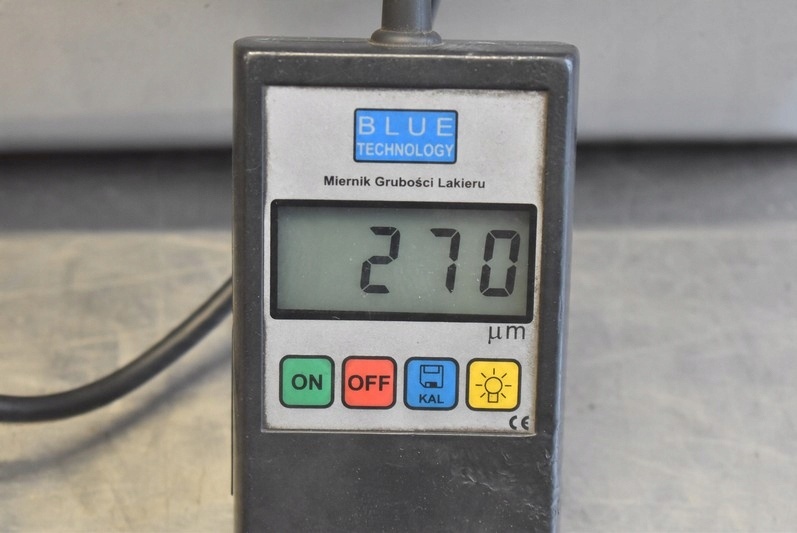 BLUE
TECHNOLOGY
Miernik Grubości Lakieru
270
µm
ON OFF KAL
CE